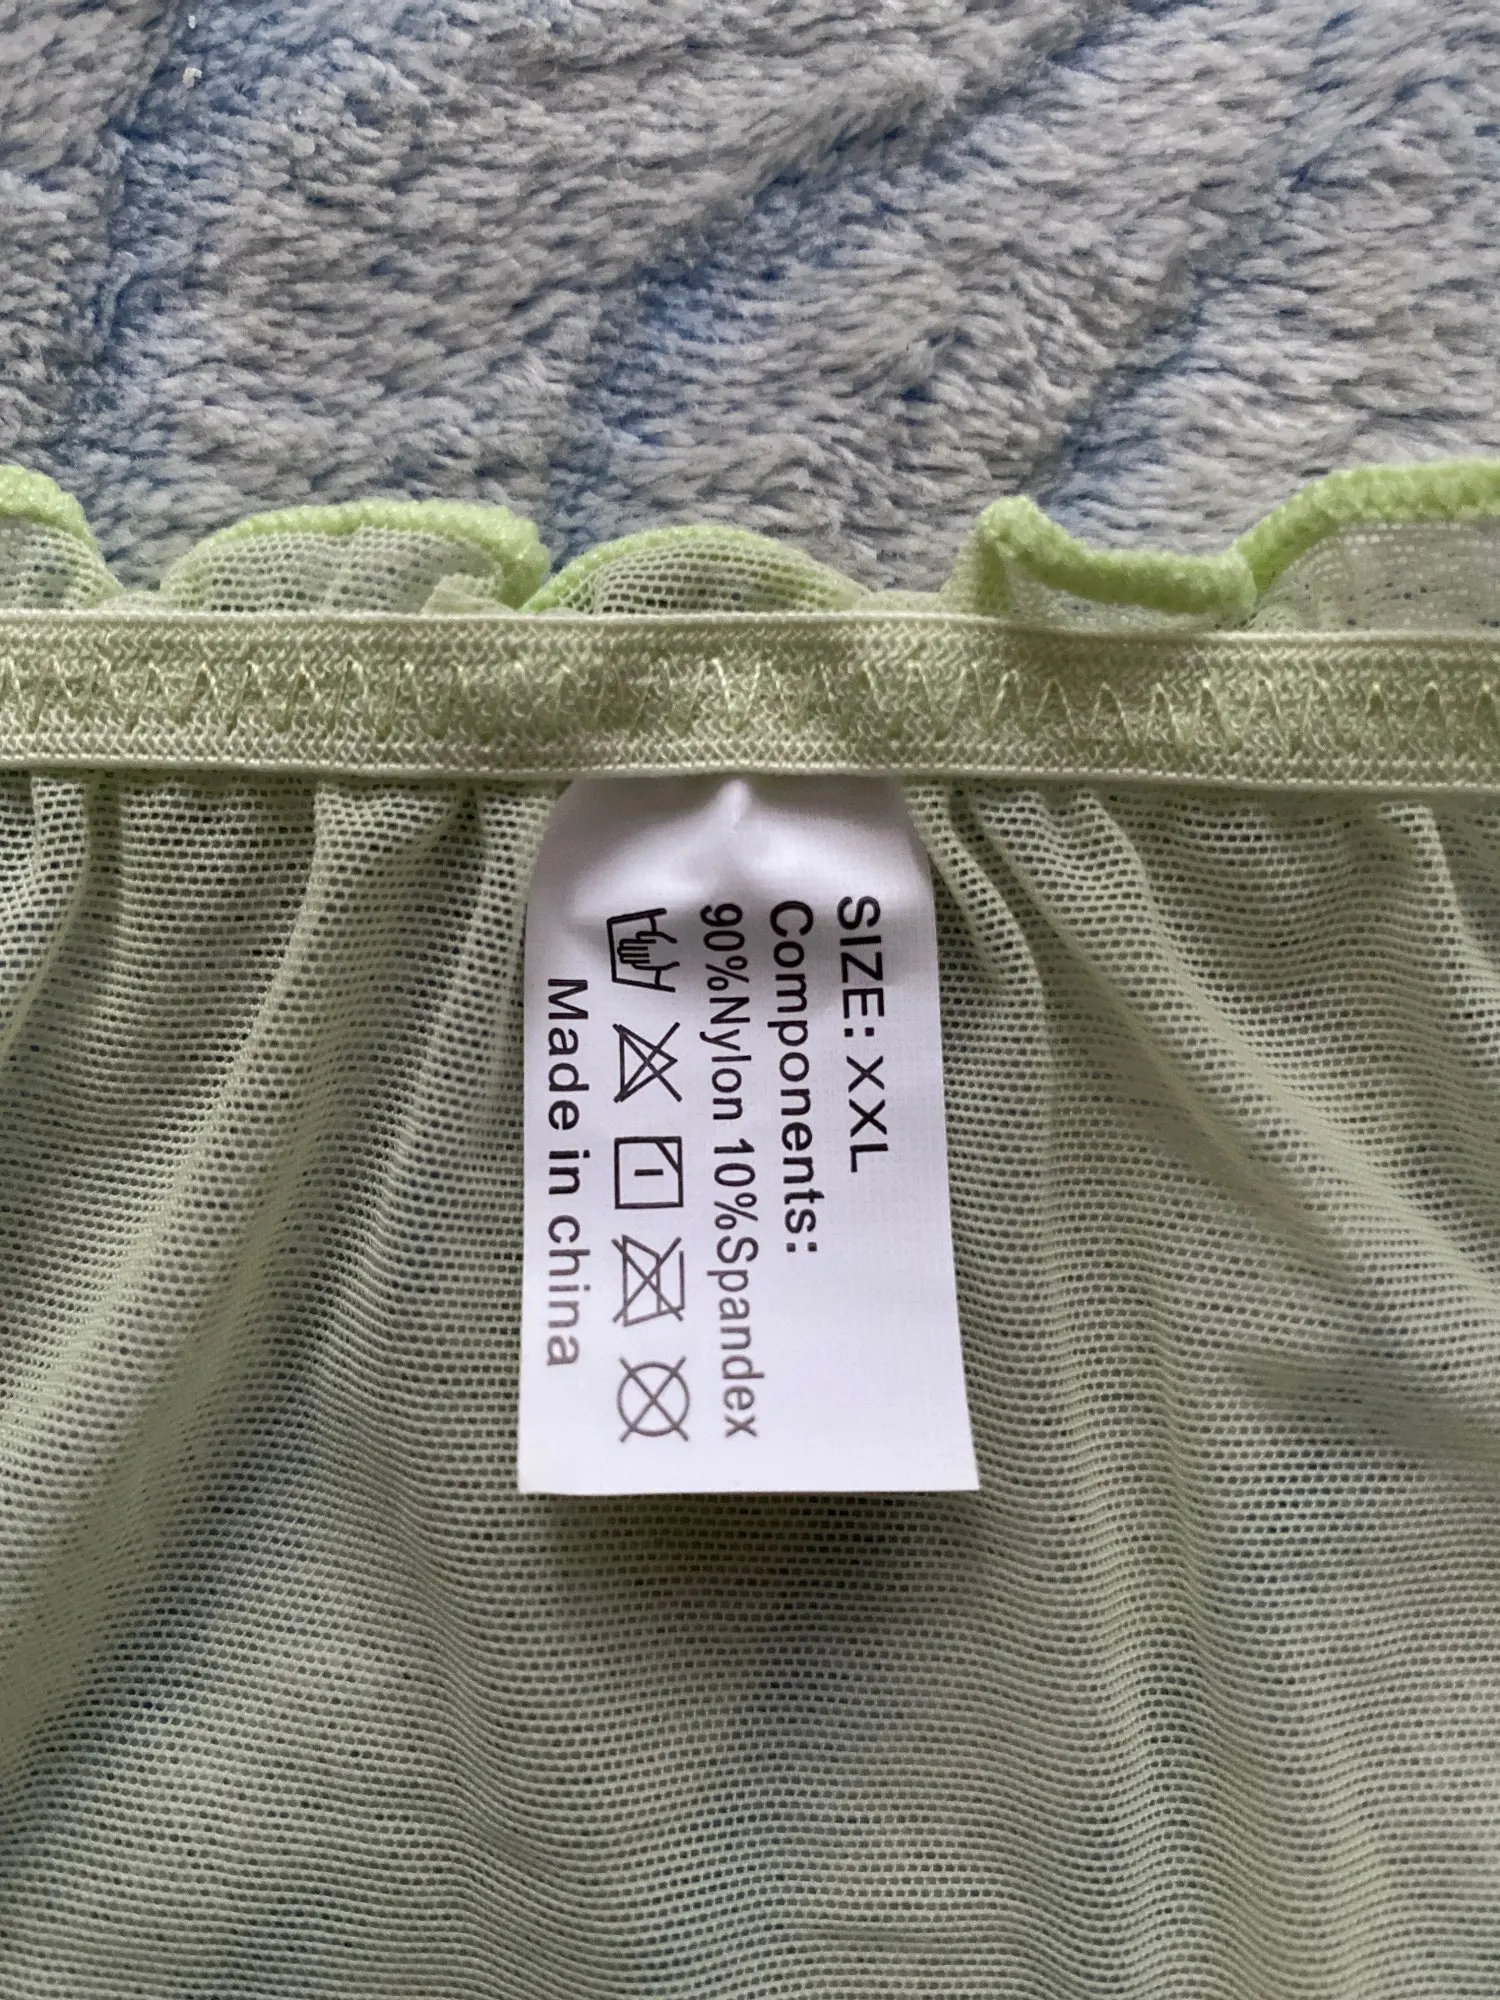 SIZE: XXL
Components:
90%Nylon 10%Spandex
Made in china